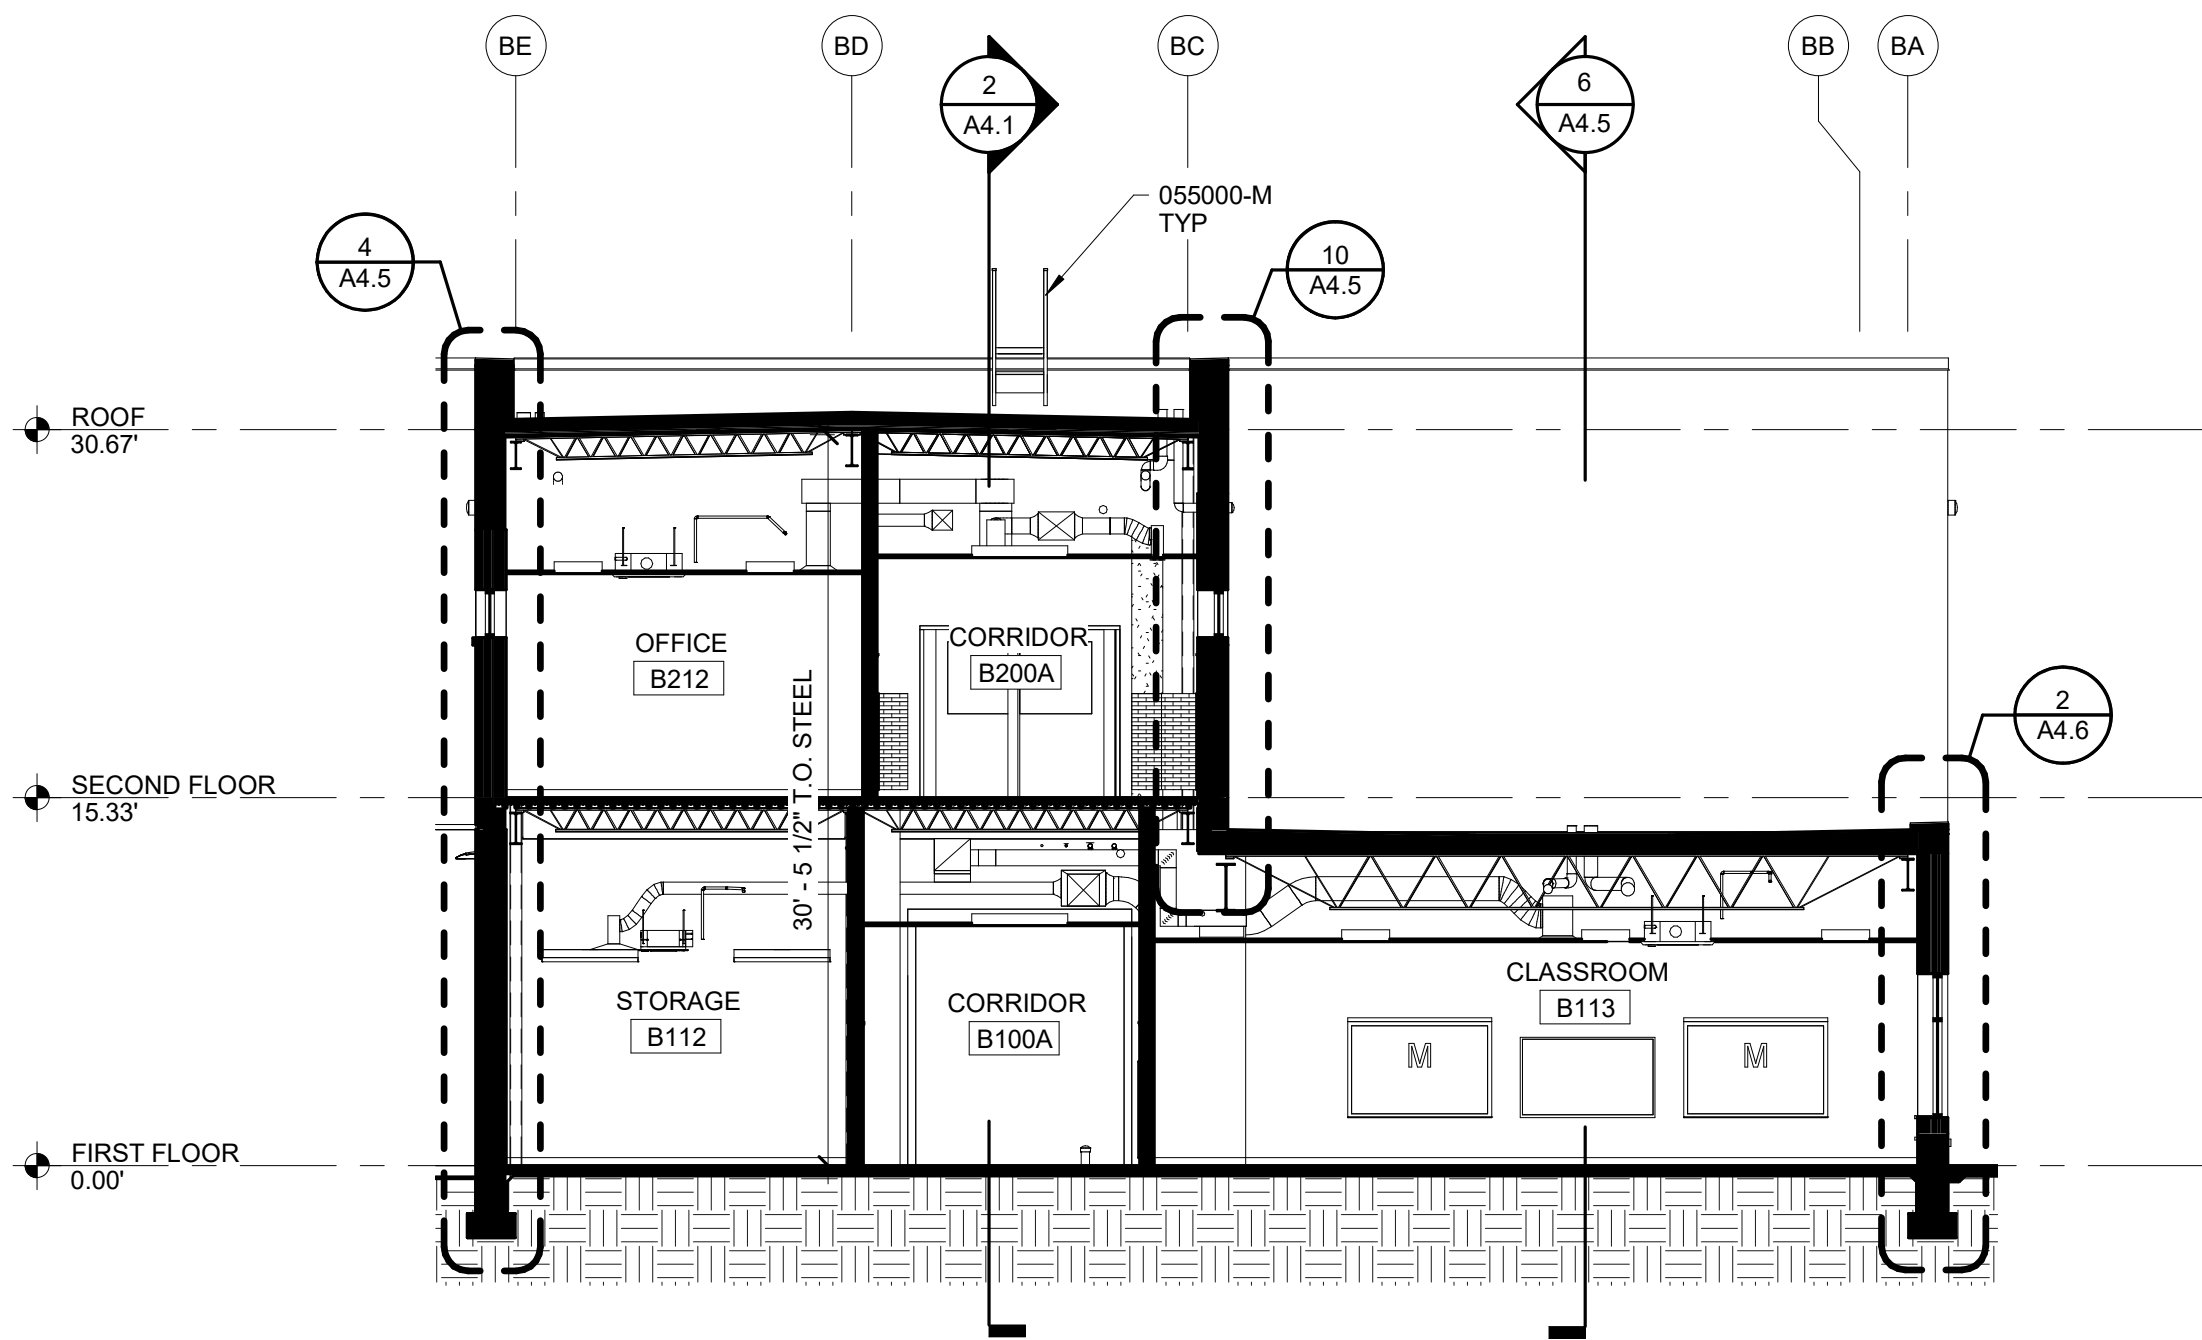 BE
BD
BC
BB
BA
2
A4.1
6
A4.5
055000-M
TYP
4
A4.5
10
A4.5
ROOF
30.67'
OFFICE
B212
CORRIDOR
B200A
30' - 5 1/2" T.O. STEEL
2
A4.6
SECOND FLOOR
15.33'
STORAGE
B112
CORRIDOR
B100A
CLASSROOM
B113
M
M
FIRST FLOOR
0.00'